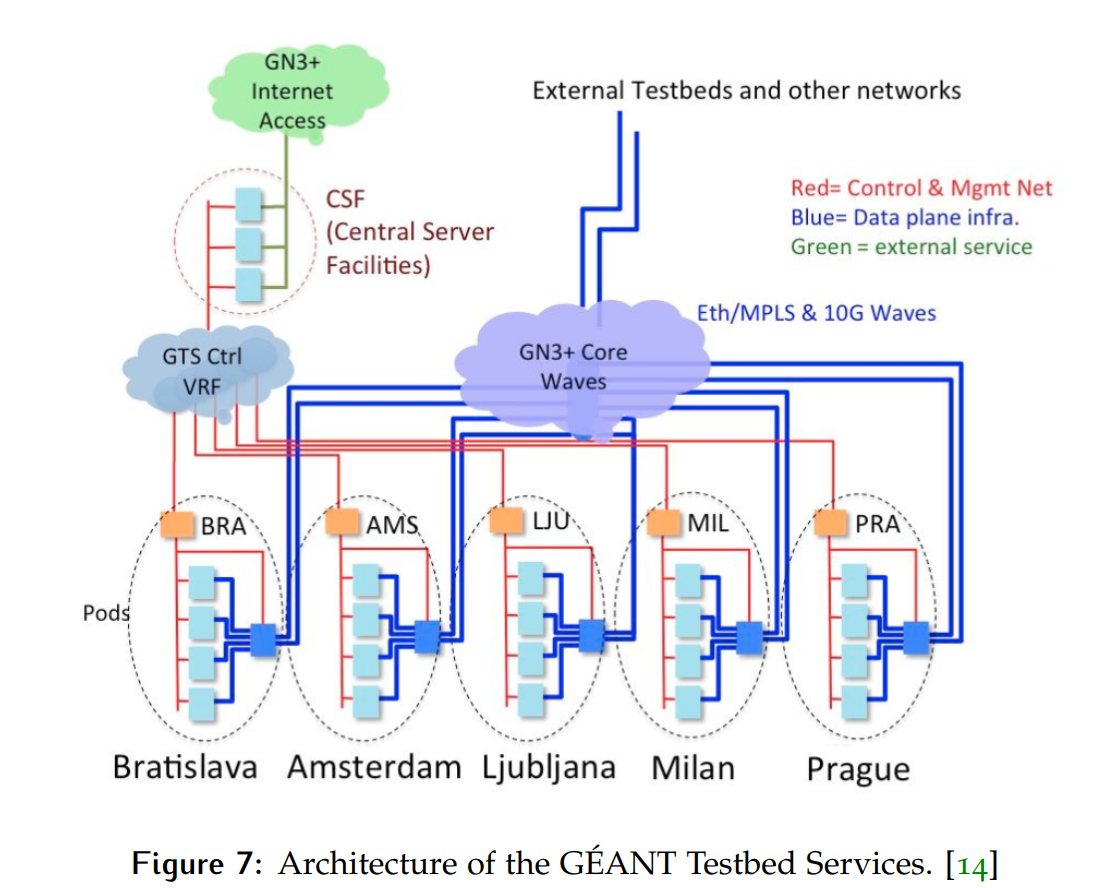 GN3+
Internet
Access
External Testbeds and other networks
CSF
(Central Server
Facilities)
Red= Control & Mgmt Net
Blue= Data plane infra.
Green = external service
Eth/MPLS & 10G Waves
GTS Ctrl
VRF
GN3+ Core
Waves
BRA
AMS
LJU
MIL
PRA
Pods
Bratislava
Amsterdam
Ljubljana
Milan
Prague
Figure 7: Architecture of the GÉANT Testbed Services. [14]